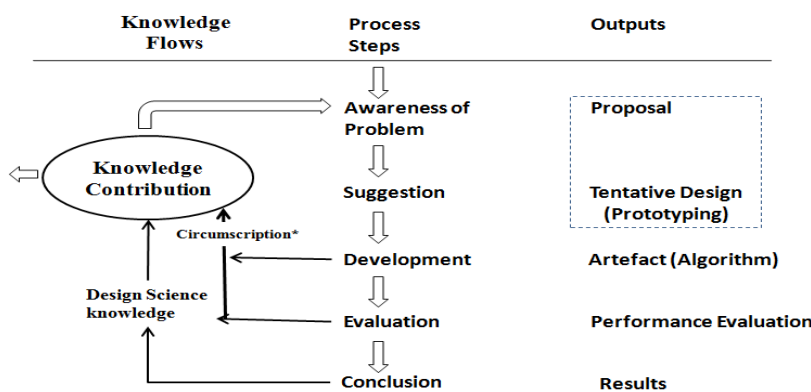 Knowledge
Flows
Process
Steps
Outputs
Awareness of
Problem
Proposal
Knowledge
Contribution
Suggestion
Tentative Design
(Prototyping)
Circumscription*
Development
Artefact (Algorithm)
Design Science
knowledge
Evaluation
Performance Evaluation
Conclusion
Results